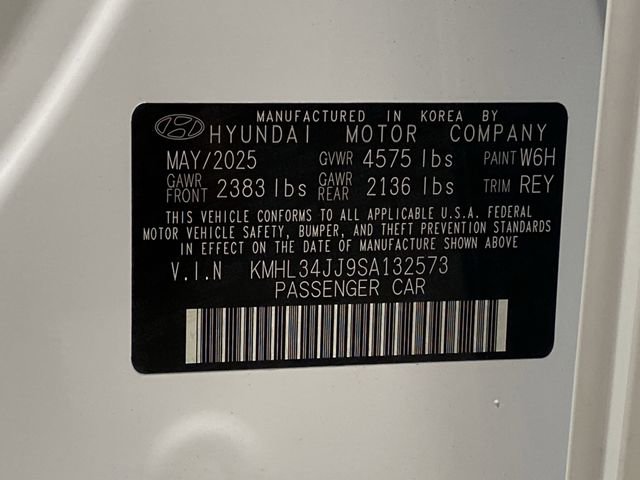 MANUFACTURED IN KOREA BY
HYUNDAI MOTOR COMPANY
MAY/2025 GVWR 4575 lbs PAINT W6H
GAWR FRONT 2383 lbs GAWR REAR 2136 lbs TRIM REY
THIS VEHICLE CONFORMS TO ALL APPLICABLE U.S.A. FEDERAL
MOTOR VEHICLE SAFETY, BUMPER, AND THEFT PREVENTION STANDARDS
IN EFFECT ON THE DATE OF MANUFACTURE SHOWN ABOVE
V.I.N KMHL34JJ9SA132573
PASSENGER CAR